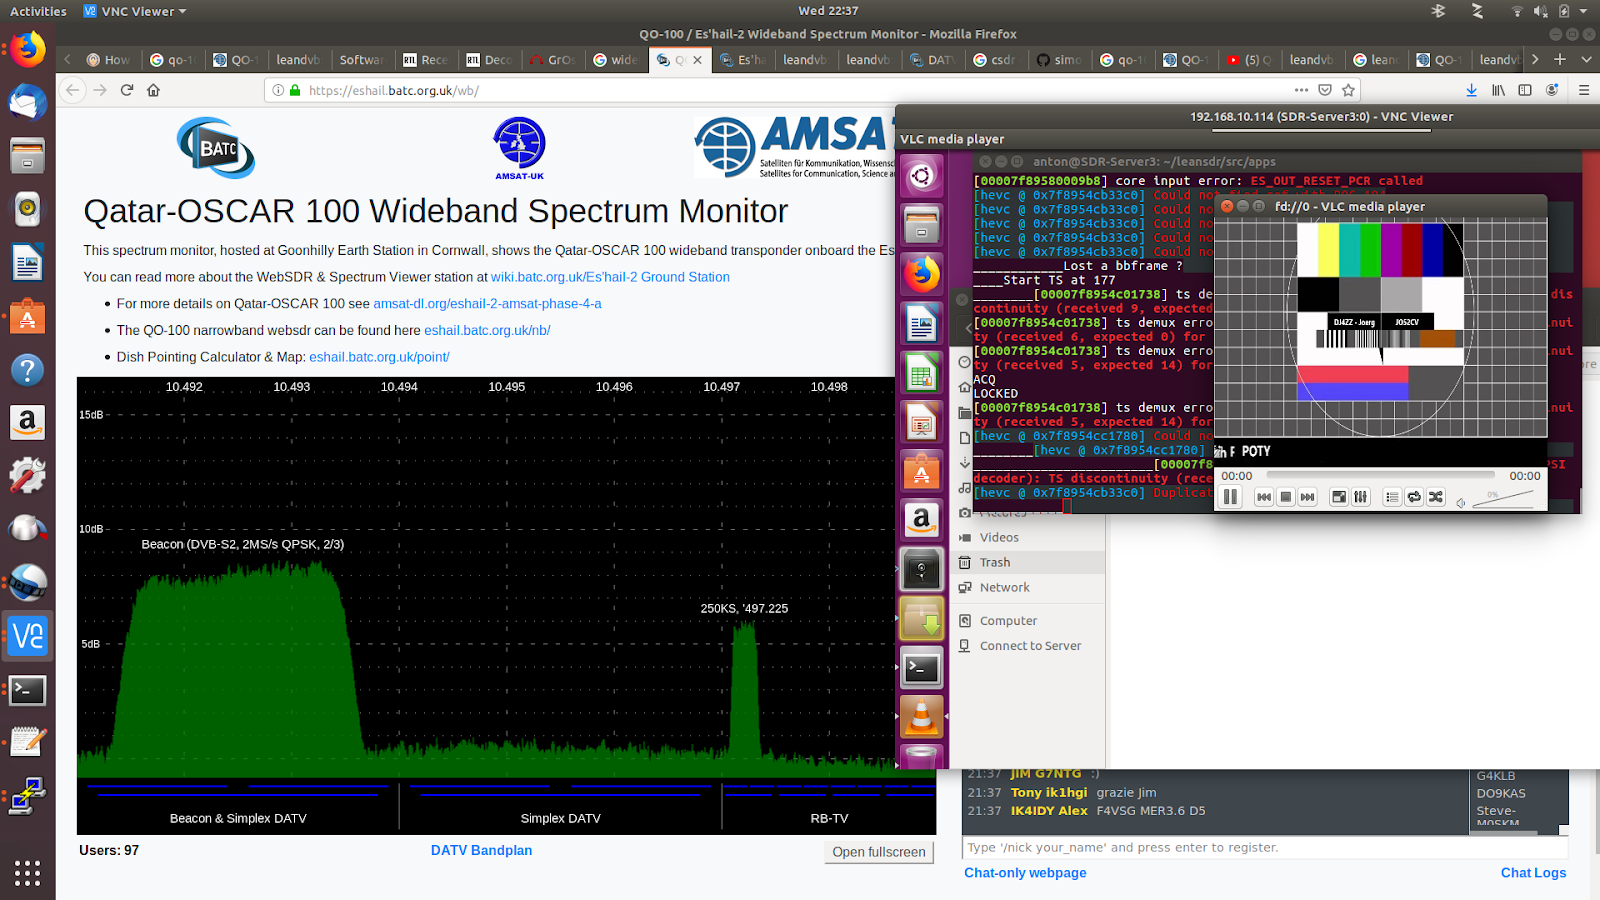 Activities
VNC Viewer
Wed 22:37
QO-100 / Es'hail-2 Wideband Spectrum Monitor - Mozilla Firefox
How
qo-1
QO-1
leandvb
Softwar
RTL Rece
RTL Deco
GrOs
wide
Es'ha
leandvb
leandvb
DATV
csdr
simo
qo-10
QO-1
(5) Q
leandvb
lean
QO-1
leandvb
https://eshail.batc.org.uk/wb/
BATC
AMSAT-UK
AMSAT
Satelliten für Kommunikation, Wissensc
Satellites for Communication, Science a
Qatar-OSCAR 100 Wideband Spectrum Monitor
This spectrum monitor, hosted at Goonhilly Earth Station in Cornwall, shows the Qatar-OSCAR 100 wideband transponder onboard the Es
You can read more about the WebSDR & Spectrum Viewer station at wiki.batc.org.uk/Es'hail-2 Ground Station
For more details on Qatar-OSCAR 100 see amsat-dl.org/eshail-2-amsat-phase-4-a
The QO-100 narrowband websdr can be found here eshail.batc.org.uk/nb/
Dish Pointing Calculator & Map: eshail.batc.org.uk/point/
10.492 10.493 10.494 10.495 10.496 10.497 10.498
15dB
10dB
Beacon (DVB-S2, 2MS/s QPSK, 2/3)
250KS, '497.225
5dB
Beacon & Simplex DATV
Simplex DATV
RB-TV
Users: 97
DATV Bandplan
Open fullscreen
192.168.10.114 (SDR-Server3:0) - VNC Viewer
VLC media player
anton@SDR-Server3: ~/leansdr/src/apps
[00007f89580009b8] core input error: ES_OUT_RESET_PCR called
[hevc @ 0x7f8954cb33c0] Could no
[hevc @ 0x7f8954cb33c0] Could no
[hevc @ 0x7f8954cb33c0] Could no
[hevc @ 0x7f8954cb33c0] Could no
[hevc @ 0x7f8954cb33c0] Could no
____________Lost a bbframe ?
____Start TS at 177
________[00007f8954c01738] ts dem dis
continuity (received 9, expected
[00007f8954c01738] ts demux erro inui
ty (received 6, expected 0) for
[00007f8954c01738] ts demux erro inui
ty (received 5, expected 14) for
ACQ
LOCKED
[00007f8954c01738] ts demux erro inui
ty (received 5, expected 14) for
[hevc @ 0x7f8954cc1780] Could no
________[hevc @ 0x7f8954cc1780]
________________________[00007f8 PSI
decoder): TS discontinuity (rece
[hevc @ 0x7f8954cb33c0] Duplicat
fd://0 - VLC media player
DJ4ZZ - Joerg
JO52CV
POTY
00:00
00:00
0%
Videos
Trash
Network
Computer
Connect to Server
21:37 JIM G7NTG :)
21:37 Tony ik1hgi grazie Jim
21:37 IK4IDY Alex F4VSG MER3.6 D5
G4KLB
DO9KAS
Steve-
M0SKM
Type '/nick your_name' and press enter to register.
Chat-only webpage
Chat Logs